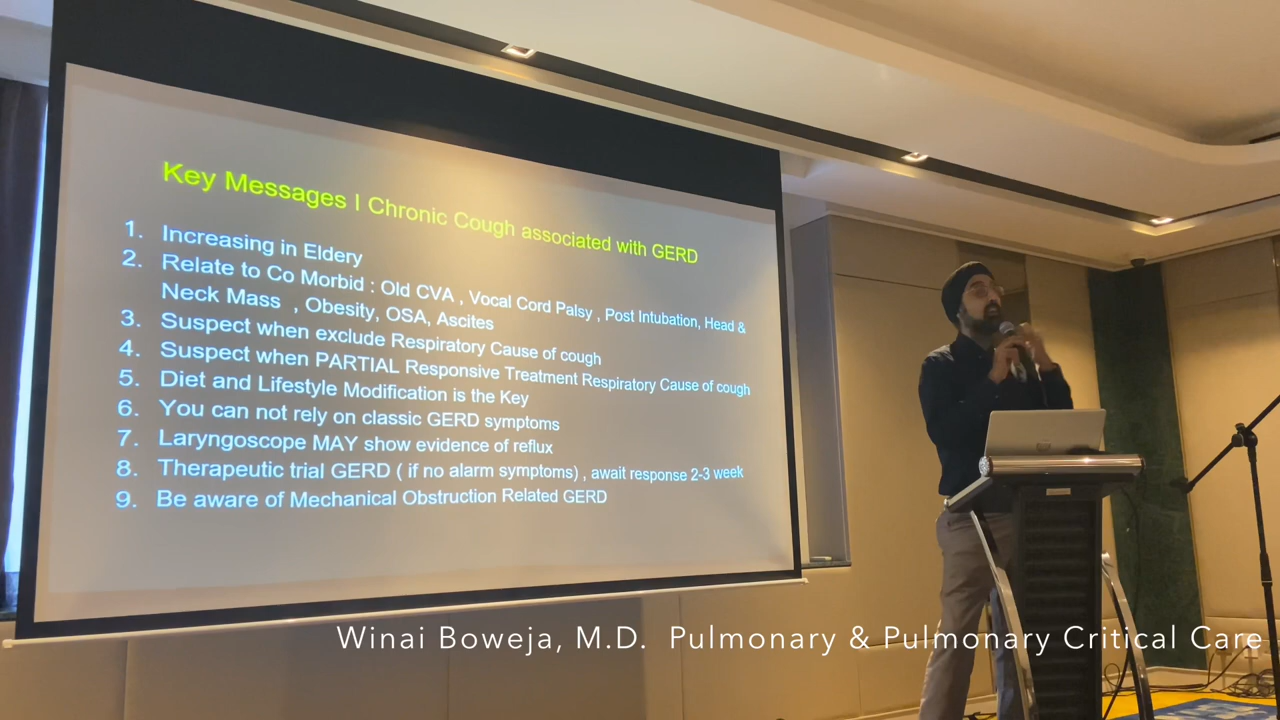 Key Messages I Chronic Cough associated with GERD
1. Increasing in Eldery
2. Relate to Co Morbid : Old CVA , Vocal Cord Palsy , Post Intubation, Head &
Neck Mass , Obesity, OSA, Ascites
3. Suspect when exclude Respiratory Cause of cough
4. Suspect when PARTIAL Responsive Treatment Respiratory Cause of cough
5. Diet and Lifestyle Modification is the Key
6. You can not rely on classic GERD symptoms
7. Laryngoscope MAY show evidence of reflux
8. Therapeutic trial GERD ( if no alarm symptoms) , await response 2-3 week
9. Be aware of Mechanical Obstruction Related GERD
Winai Boweja, M.D. Pulmonary & Pulmonary Critical Care